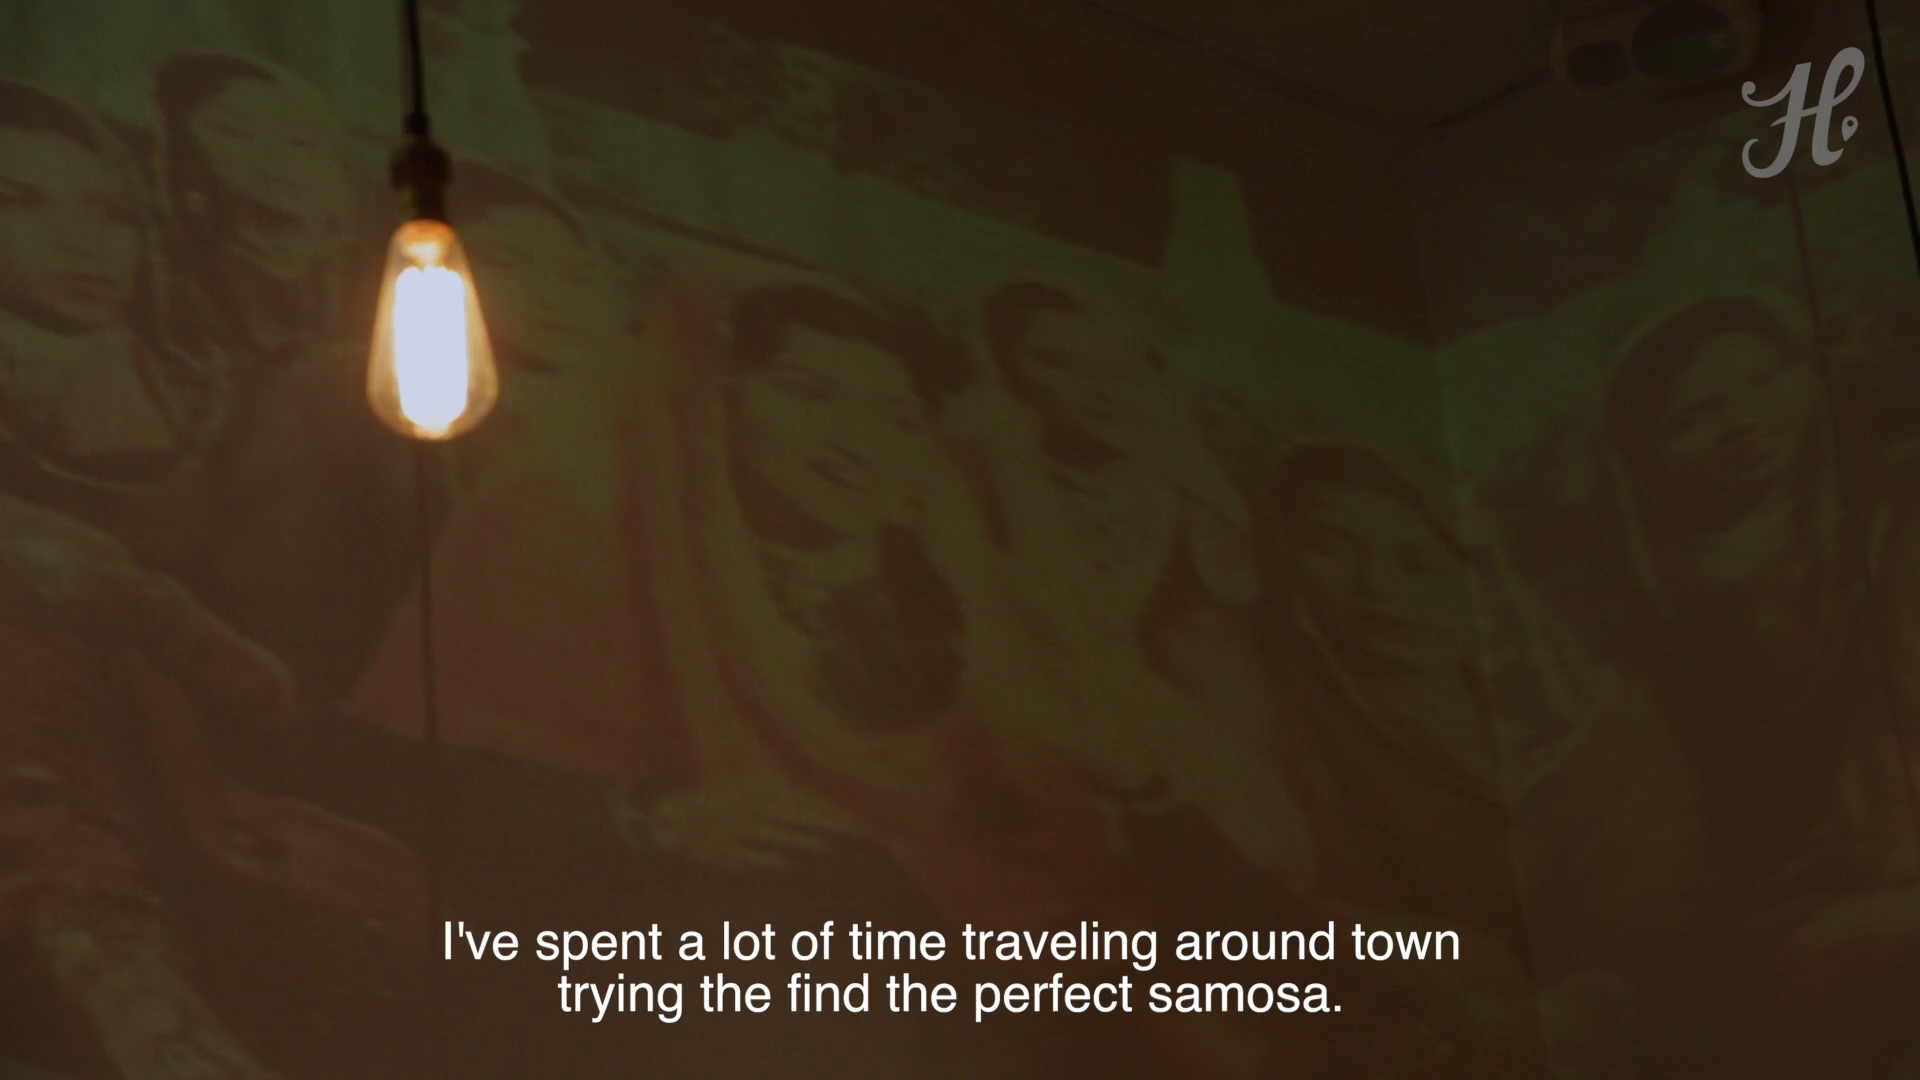 H
I've spent a lot of time traveling around town
trying the find the perfect samosa.